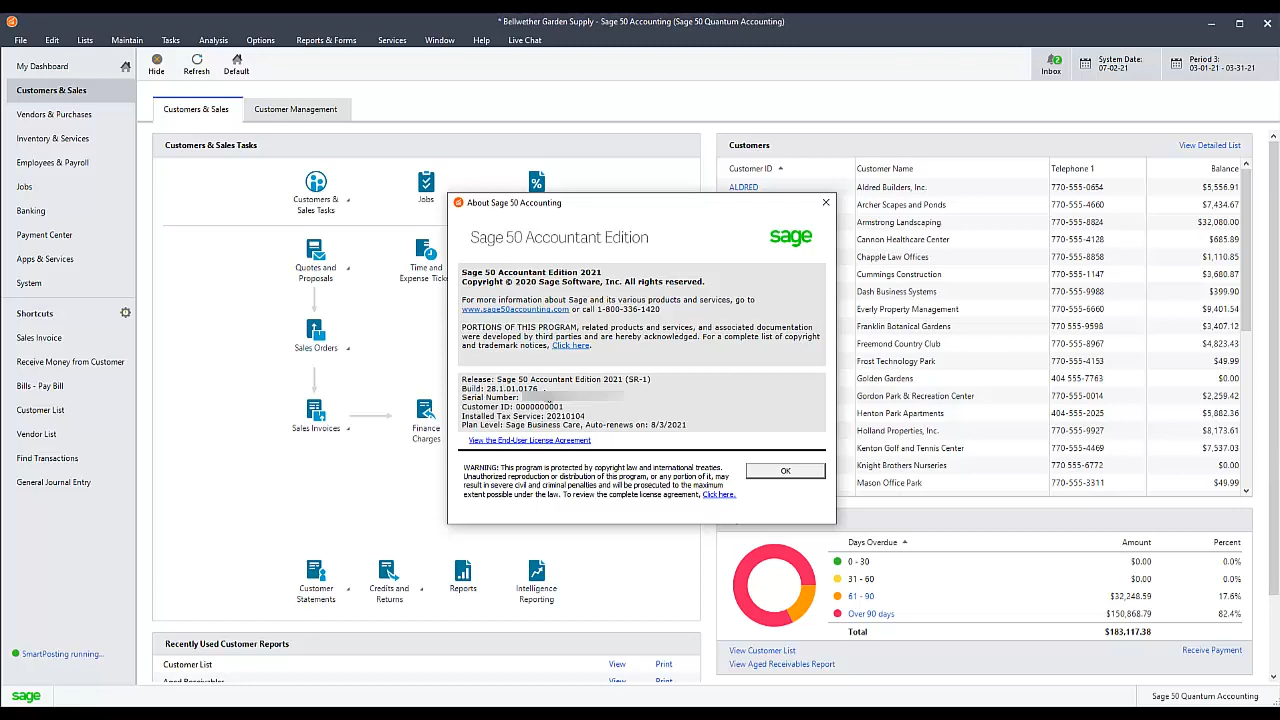 * Bellwether Garden Supply - Sage 50 Accounting (Sage 50 Quantum Accounting)
File Edit Lists Maintain Tasks Analysis Options Reports & Forms Services Window Help Live Chat
My Dashboard
Customers & Sales
Vendors & Purchases
Inventory & Services
Employees & Payroll
Jobs
Banking
Payment Center
Apps & Services
System
Shortcuts
Sales Invoice
Receive Money from Customer
Bills - Pay Bill
Customer List
Vendor List
Find Transactions
General Journal Entry
SmartPosting running...
Hide Refresh Default
2
Inbox
System Date:
07-02-21
Period 3:
03-01-21 - 03-31-21
Customers & Sales Customer Management
Customers & Sales Tasks
Customers &
Sales Tasks
Jobs
%
Quotes and
Proposals
Time and
Expense Ticke
Sales Orders
Sales Invoices
Finance
Charges
Customer
Statements
Credits and
Returns
Reports
Intelligence
Reporting
Recently Used Customer Reports
Customer List View Print
Aged Receivables View Print
Customers View Detailed List
Customer ID Customer Name Telephone 1 Balance
ALDRED Aldred Builders, Inc. 770-555-0654 $5,556.91
Archer Scapes and Ponds 770-555-4660 $7,434.67
Armstrong Landscaping 770-555-8824 $32,080.00
Cannon Healthcare Center 770-555-4128 $685.89
Chapple Law Offices 770-555-8858 $1,110.85
Cummings Construction 770-555-1147 $3,680.87
Dash Business Systems 770-555-9988 $399.90
Everly Property Management 770-555-6660 $9,401.54
Franklin Botanical Gardens 770 555-9598 $3,407.12
Freemond Country Club 770-555-8967 $4,823.43
Frost Technology Park 770-555-4153 $49.99
Golden Gardens 404 555-7763 $0.00
Gordon Park & Recreation Center 770-555-0014 $2,259.42
Henton Park Apartments 404-555-2025 $5,882.36
Holland Properties, Inc. 770-555-9927 $8,173.61
Kenton Golf and Tennis Center 770-555-4469 $7,537.03
Knight Brothers Nurseries 770 555-6772 $0.00
Mason Office Park 770-555-3311 $49.99
Days Overdue Amount Percent
0 - 30 $0.00 0.0%
31 - 60 $0.00 0.0%
61 - 90 $32,248.59 17.6%
Over 90 days $150,868.79 82.4%
Total $183,117.38
View Customer List Receive Payment
View Aged Receivables Report
About Sage 50 Accounting
Sage 50 Accountant Edition sage
Sage 50 Accountant Edition 2021
Copyright © 2020 Sage Software, Inc. All rights reserved.
For more information about Sage and its various products and services, go to
www.sage50accounting.com or call 1-800-336-1420
PORTIONS OF THIS PROGRAM, related products and services, and associated documentation
were developed by third parties and are hereby acknowledged. For a complete list of copyright
and trademark notices, Click here.
Release: Sage 50 Accountant Edition 2021 (SR-1)
Build: 28.1.01.0176
Serial Number:
Customer ID: 0000000001
Installed Tax Service: 20210104
Plan Level: Sage Business Care, Auto-renews on: 8/3/2021
View the End-User License Agreement
WARNING: This program is protected by copyright law and international treaties.
Unauthorized reproduction or distribution of this program, or any portion of it, may
result in severe civil and criminal penalties and will be prosecuted to the maximum
extent possible under the law. To review the complete license agreement, Click here.
OK
sage
Sage 50 Quantum Accounting